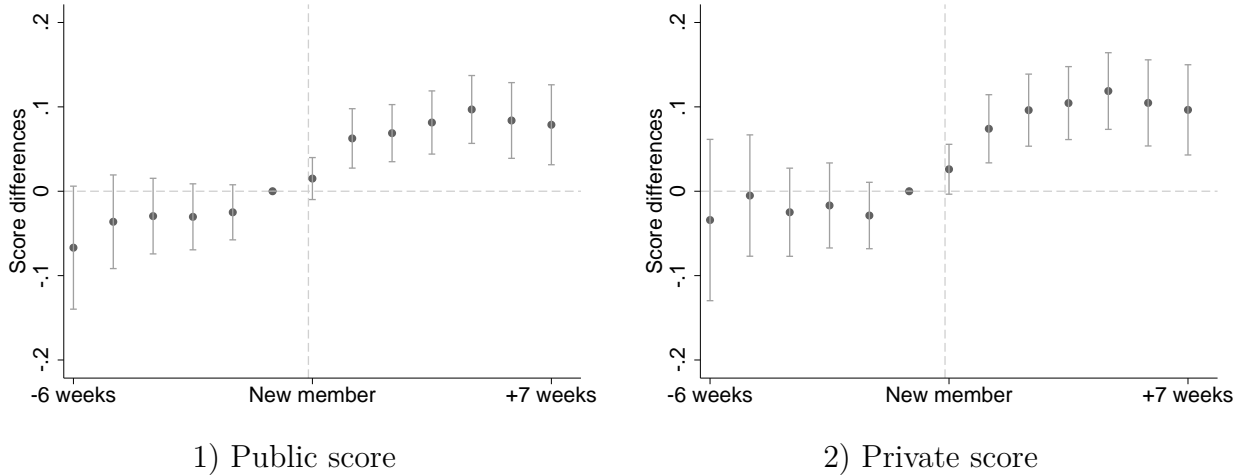 .2
.1
0
-.1
-.2
Score differences
-6 weeks
New member
+7 weeks
1) Public score
.2
.1
0
-.1
-.2
Score differences
-6 weeks
New member
+7 weeks
2) Private score